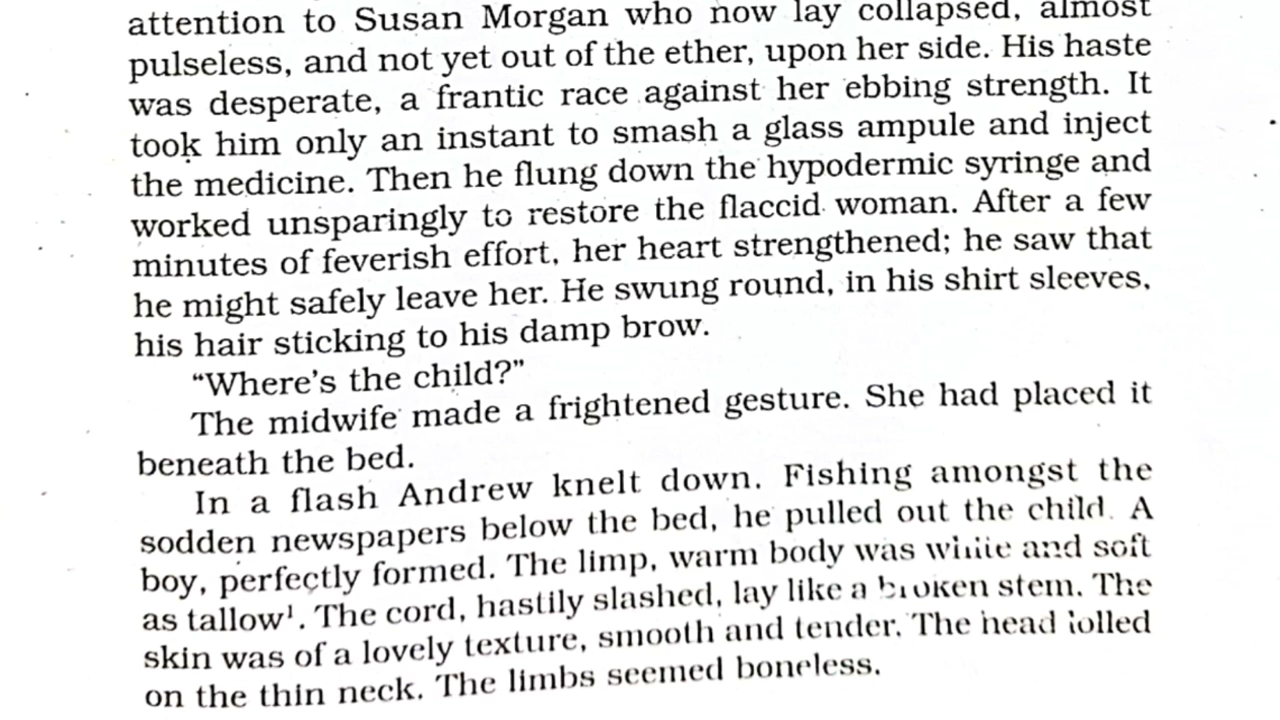 attention to Susan Morgan who now lay collapsed, almost
pulseless, and not yet out of the ether, upon her side. His haste
was desperate, a frantic race against her ebbing strength. It
took him only an instant to smash a glass ampule and inject
the medicine. Then he flung down the hypodermic syringe and
worked unsparingly to restore the flaccid woman. After a few
minutes of feverish effort, her heart strengthened; he saw that
he might safely leave her. He swung round, in his shirt sleeves,
his hair sticking to his damp brow.
“Where’s the child?”
The midwife made a frightened gesture. She had placed it
beneath the bed.
In a flash Andrew knelt down. Fishing amongst the
sodden newspapers below the bed, he pulled out the child. A
boy, perfectly formed. The limp, warm body was white and soft
as tallow¹. The cord, hastily slashed, lay like a broken stem. The
skin was of a lovely texture, smooth and tender. The head lolled
on the thin neck. The limbs seemed boneless.